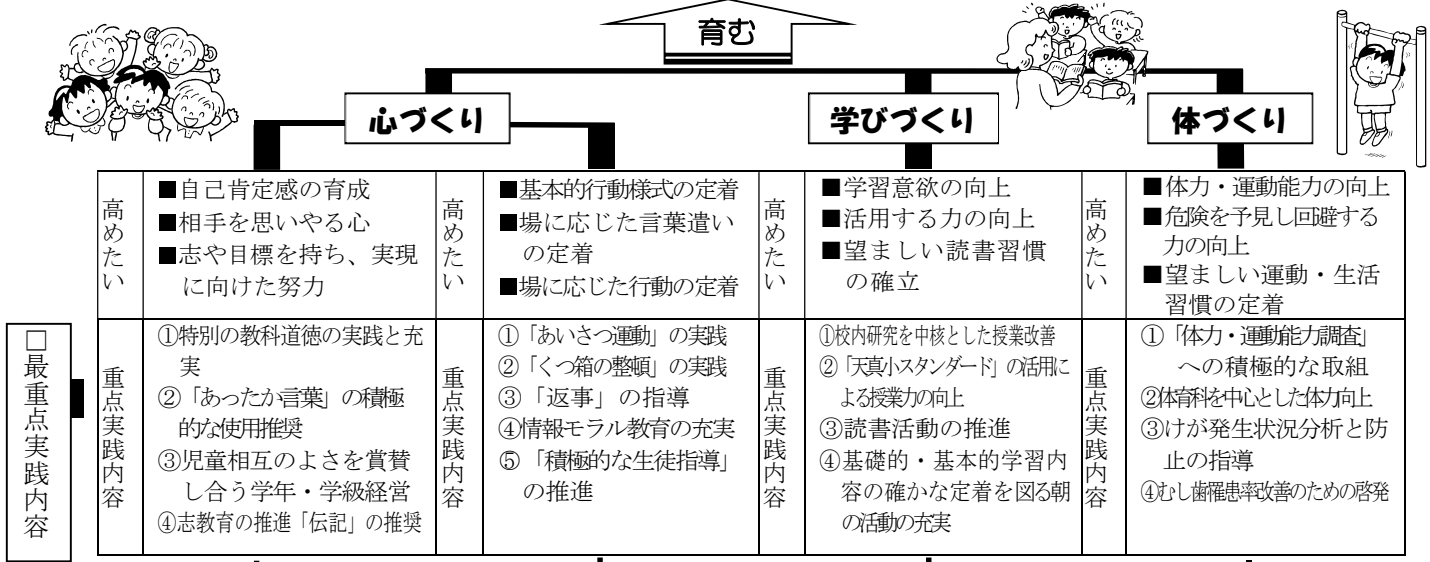 育む
心づくり
学びづくり
体づくり
高めたい
■自己肯定感の育成
■相手を思いやる心
■志や目標を持ち、実現
に向けた努力
高めたい
■基本的行動様式の定着
■場に応じた言葉遣い
の定着
■場に応じた行動の定着
高めたい
■学習意欲の向上
■活用する力の向上
■望ましい読書習慣
の確立
高めたい
■体力・運動能力の向上
■危険を予見し回避する
力の向上
■望ましい運動・生活
習慣の定着
□最重点実践内容
重点実践内容
①特別の教科道徳の実践と充
実
②「あったか言葉」の積極
的な使用推奨
③児童相互のよさを賞賛
し合う学年・学級経営
④志教育の推進「伝記」の推奨
重点実践内容
①「あいさつ運動」の実践
②「くつ箱の整頓」の実践
③「返事」の指導
④情報モラル教育の充実
⑤「積極的な生徒指導」
の推進
重点実践内容
①校内研究を中核とした授業改善
②「天真小スタンダード」の活用に
よる授業力の向上
③読書活動の推進
④基礎的・基本的学習内
容の確かな定着を図る朝
の活動の充実
重点実践内容
①「体力・運動能力調査」
への積極的な取組
②体育科を中心とした体力向上
③けが発生状況分析と防
止の指導
④むし歯罹患率改善のための啓発